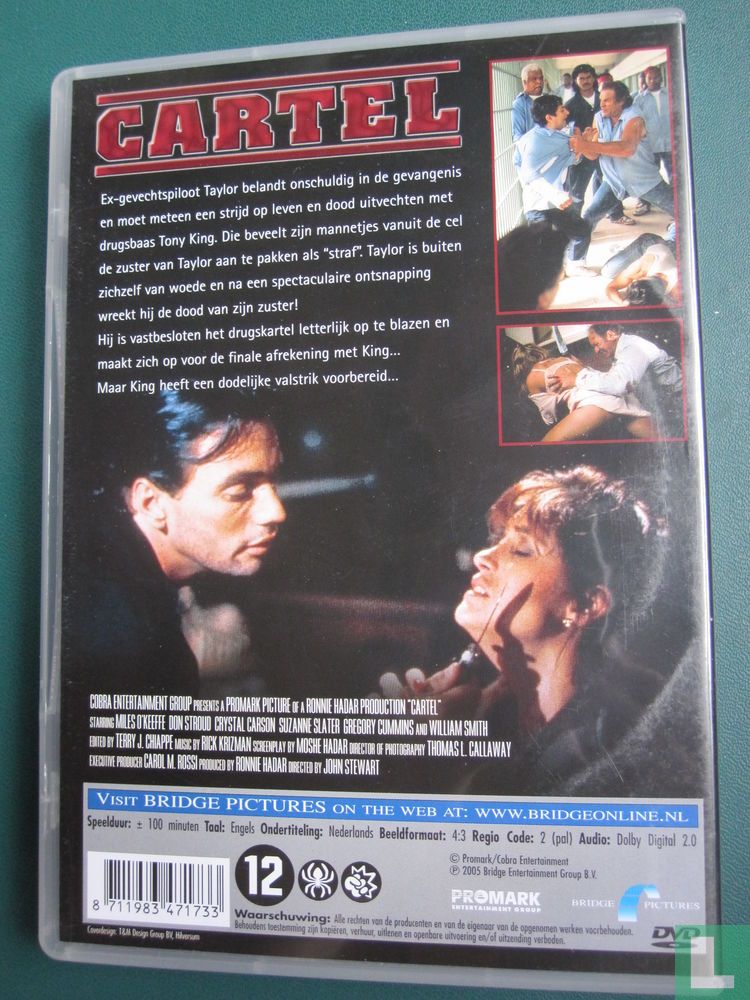 CARTEL
Ex-gevechtspiloot Taylor belandt onschuldig in de gevangenis
en moet meteen een strijd op leven en dood uitvechten met
drugsbaas Tony King. Die beveelt zijn mannetjes vanuit de cel
de zuster van Taylor aan te pakken als “straf”. Taylor is buiten
zichzelf van woede en na een spectaculaire ontsnapping
wreekt hij de dood van zijn zuster!
Hij is vastbesloten het drugskartel letterlijk op te blazen en
maakt zich op voor de finale afrekening met King...
Maar King heeft een dodelijke valstrik voorbereid...
COBRA ENTERTAINMENT GROUP PRESENTS A PROMARK PICTURE OF A RONNIE HADAR PRODUCTION "CARTEL"
STARRING MILES O'KEEFFE DON STROUD CRYSTAL CARSON SUZANNE SLATER GREGORY CUMMINS AND WILLIAM SMITH
EDITED BY TERRY J. CHIAPPE MUSIC BY RICK KRIZMAN SCREENPLAY BY MOSHE HADAR DIRECTOR OF PHOTOGRAPHY THOMAS L. CALLAWAY
EXECUTIVE PRODUCER CAROL M. ROSSI PRODUCED BY RONNIE HADAR DIRECTED BY JOHN STEWART
VISIT BRIDGE PICTURES ON THE WEB AT: WWW.BRIDGEONLINE.NL
Speelduur: ± 100 minuten Taal: Engels Ondertiteling: Nederlands Beeldformaat: 4:3 Regio Code: 2 (pal) Audio: Dolby Digital 2.0
8 711983 471733
12
© Promark/Cobra Entertainment
℗ 2005 Bridge Entertainment Group B.V.
PROMARK
ENTERTAINMENT GROUP
BRIDGE PICTURES
Waarschuwing: Alle rechten van de producenten en van de eigenaar van de opgenomen werken voorbehouden.
Behoudens toestemming zijn kopiëren, verhuur, uitlenen en openbare uitvoering en/of uitzending verboden.
Coverdesign: T&M Design Group BV, Hilversum
DVD
L